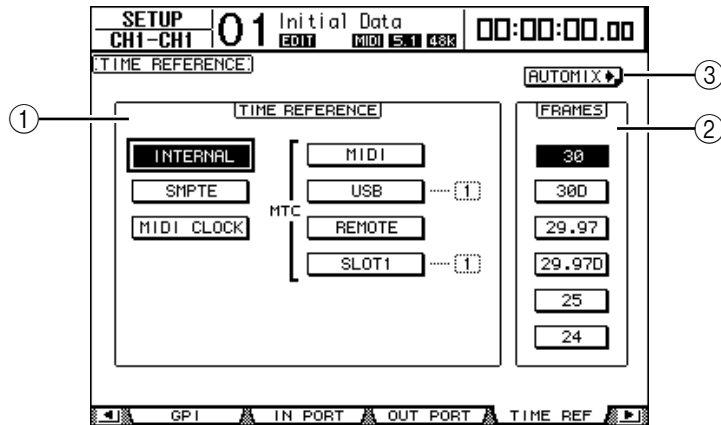 SETUP
CH1-CH1
01
Initial Data
EDIT MIDI 5.1 48k
00:00:00.00
TIME REFERENCE
AUTOMIX
③
①
TIME REFERENCE
FRAMES
②
INTERNAL
MIDI
30
SMPTE
USB
1
30D
MTC
MIDI CLOCK
REMOTE
29.97
SLOT1
1
29.97D
25
24
GPI
IN PORT
OUT PORT
TIME REF